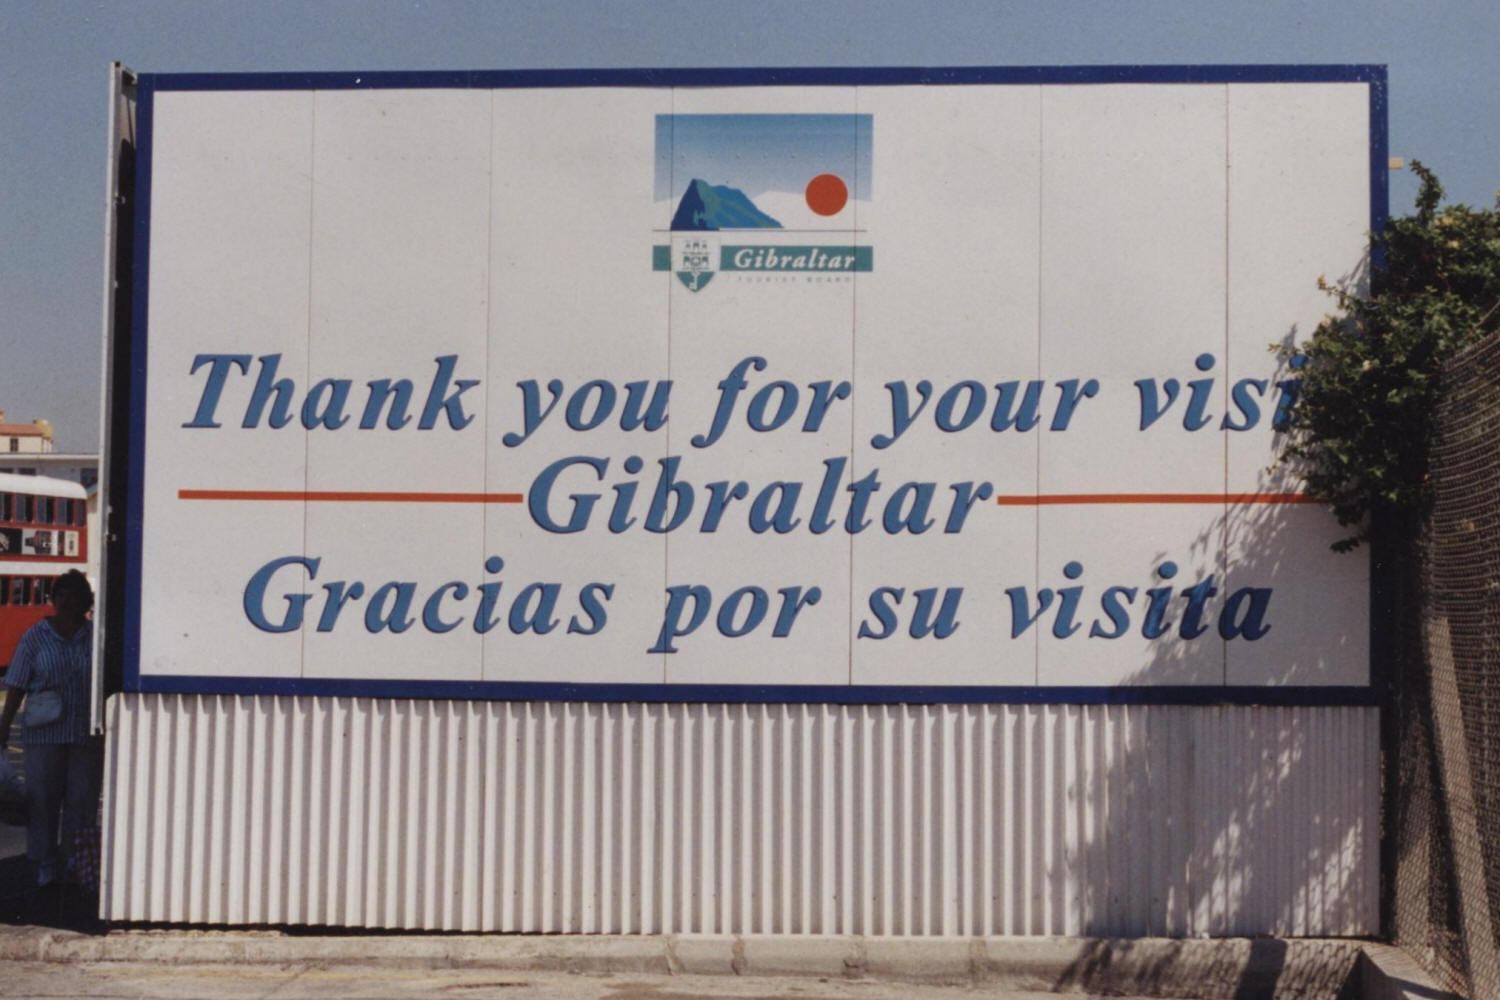 Gibraltar
TOURIST BOARD
Thank you for your visi
Gibraltar
Gracias por su visita